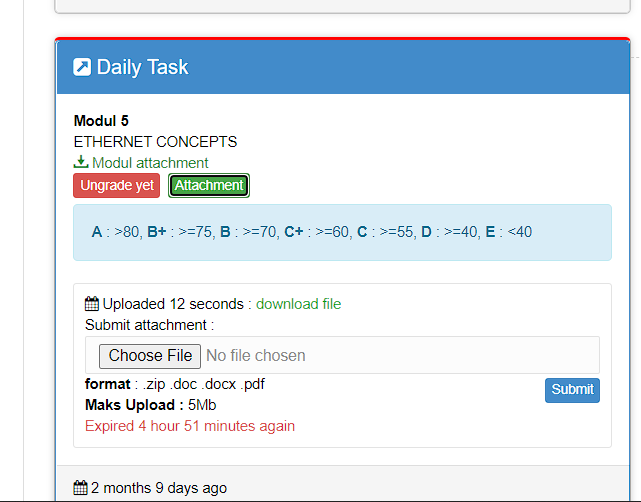 Daily Task
Modul 5
ETHERNET CONCEPTS
Modul attachment
Ungrade yet Attachment
A : >80, B+ : >=75, B : >=70, C+ : >=60, C : >=55, D : >=40, E : <40
Uploaded 12 seconds : download file
Submit attachment :
Choose File No file chosen
format : .zip .doc .docx .pdf
Submit
Maks Upload : 5Mb
Expired 4 hour 51 minutes again
2 months 9 days ago